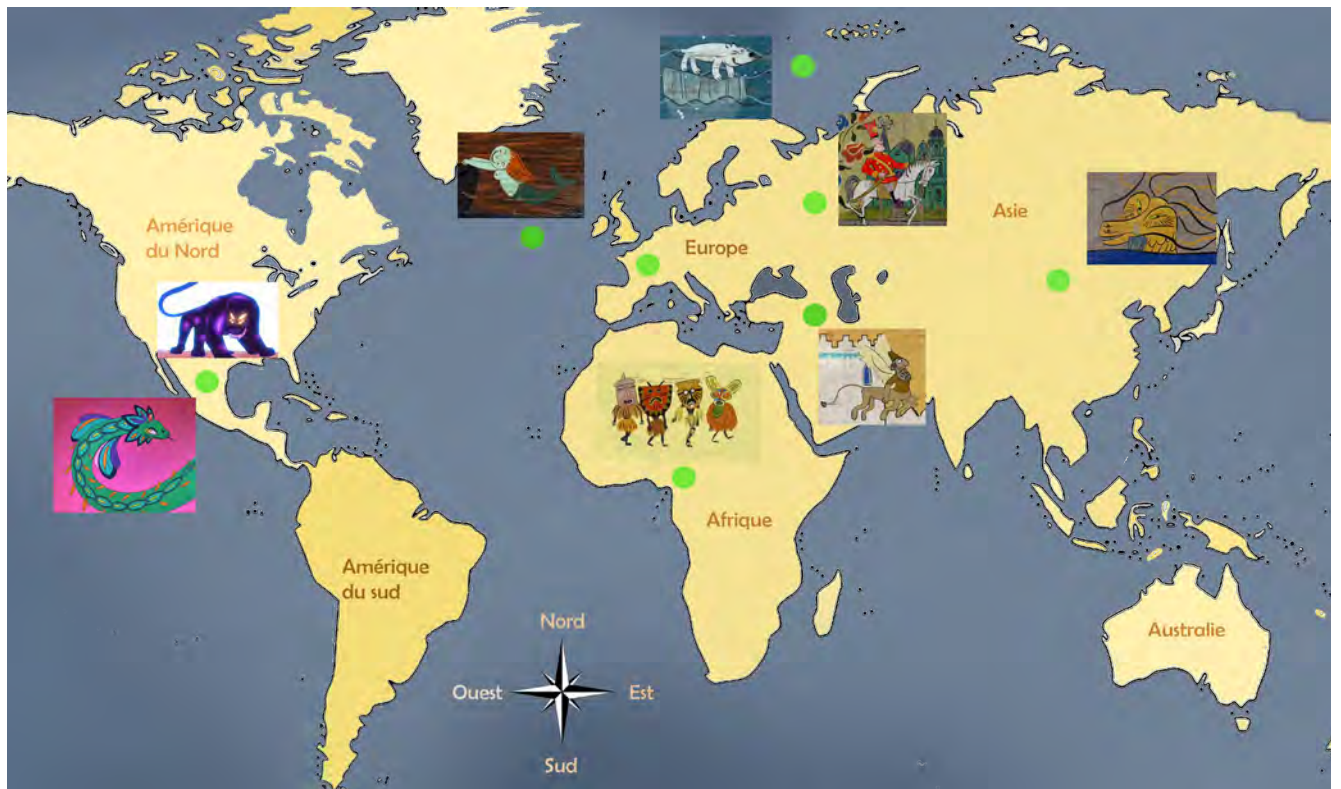 Amérique
du Nord
Europe
Asie
Afrique
Amérique
du sud
Australie
Nord
Ouest
Est
Sud